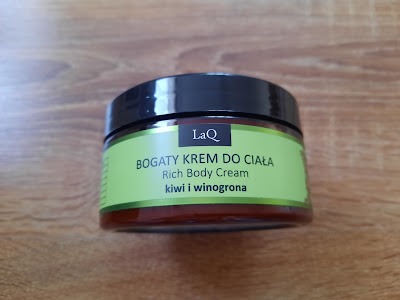 LaQ
BOGATY KREM DO CIAŁA
Rich Body Cream
kiwi i winogrona